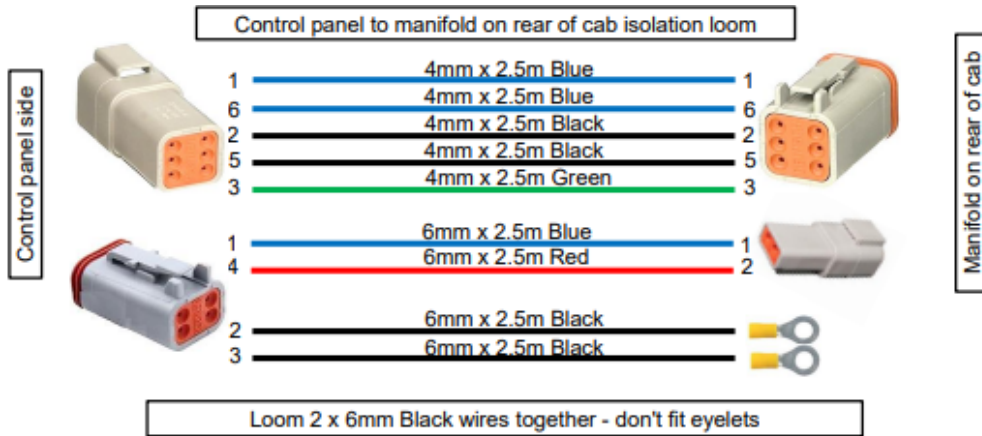 Control panel to manifold on rear of cab isolation loom
Control panel side
Manifold on rear of cab
1 4mm x 2.5m Blue 1
6 4mm x 2.5m Blue 6
2 4mm x 2.5m Black 2
5 4mm x 2.5m Black 5
3 4mm x 2.5m Green 3
1 6mm x 2.5m Blue 1
4 6mm x 2.5m Red 2
2 6mm x 2.5m Black
3 6mm x 2.5m Black
Loom 2 x 6mm Black wires together - don't fit eyelets